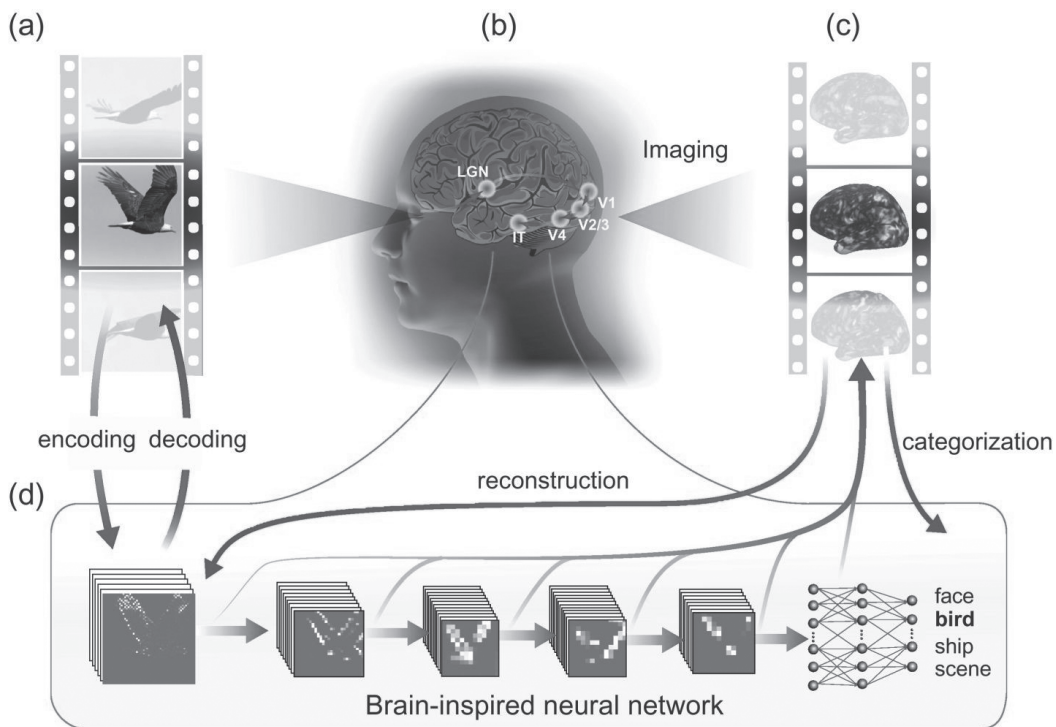 (a)
(b)
(c)
Imaging
LGN
V1
V2/3
V4
IT
encoding
decoding
reconstruction
categorization
(d)
face
bird
ship
scene
Brain-inspired neural network